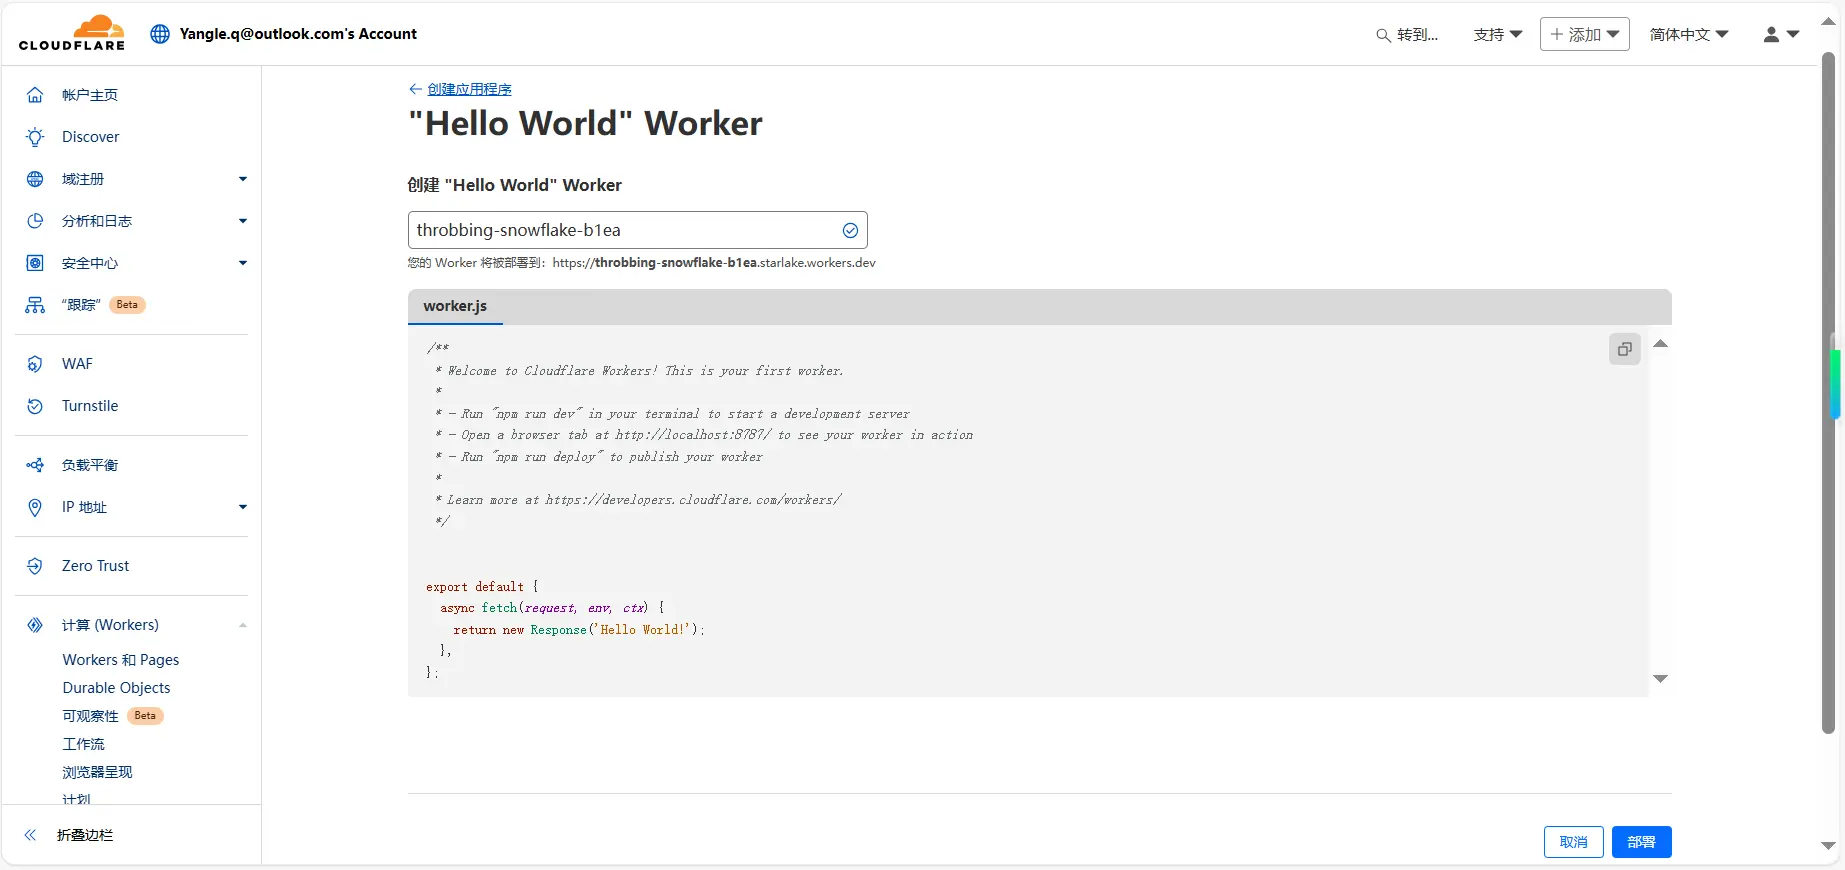 CLOUDFLARE
Yangle.q@outlook.com's Account
转到...
支持
添加
简体中文
帐户主页
Discover
域注册
分析和日志
安全中心
“跟踪” Beta
WAF
Turnstile
负载平衡
IP 地址
Zero Trust
计算 (Workers)
Workers 和 Pages
Durable Objects
可观察性 Beta
工作流
浏览器呈现
计划
折叠边栏
创建应用程序
"Hello World" Worker
创建 "Hello World" Worker
throbbing-snowflake-b1ea
您的 Worker 将被部署到：https://throbbing-snowflake-b1ea.starlake.workers.dev
worker.js
/**
* Welcome to Cloudflare Workers! This is your first worker.
*
* - Run "npm run dev" in your terminal to start a development server
* - Open a browser tab at http://localhost:8787/ to see your worker in action
* - Run "npm run deploy" to publish your worker
*
* Learn more at https://developers.cloudflare.com/workers/
*/
export default {
async fetch(request, env, ctx) {
return new Response('Hello World!');
},
};
取消
部署